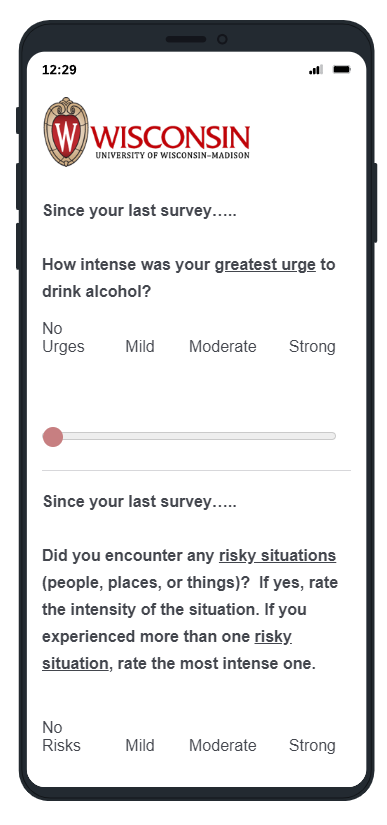 12:29
W
WISCONSIN
UNIVERSITY OF WISCONSIN–MADISON
Since your last survey.....
How intense was your greatest urge to
drink alcohol?
No
Urges Mild Moderate Strong
Since your last survey.....
Did you encounter any risky situations
(people, places, or things)?  If yes, rate
the intensity of the situation. If you
experienced more than one risky
situation, rate the most intense one.
No
Risks Mild Moderate Strong